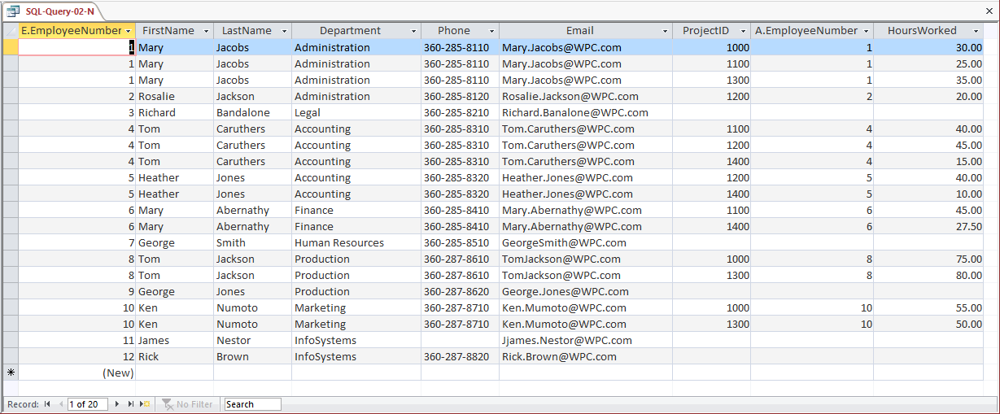 SQL-Query-02-N
E.EmployeeNumber FirstName LastName Department Phone Email ProjectID A.EmployeeNumber HoursWorked
1 Mary Jacobs Administration 360-285-8110 Mary.Jacobs@WPC.com 1000 1 30.00
1 Mary Jacobs Administration 360-285-8110 Mary.Jacobs@WPC.com 1100 1 25.00
1 Mary Jacobs Administration 360-285-8110 Mary.Jacobs@WPC.com 1300 1 35.00
2 Rosalie Jackson Administration 360-285-8120 Rosalie.Jackson@WPC.com 1200 2 20.00
3 Richard Bandalone Legal 360-285-8210 Richard.Banalone@WPC.com
4 Tom Caruthers Accounting 360-285-8310 Tom.Caruthers@WPC.com 1100 4 40.00
4 Tom Caruthers Accounting 360-285-8310 Tom.Caruthers@WPC.com 1200 4 45.00
4 Tom Caruthers Accounting 360-285-8310 Tom.Caruthers@WPC.com 1400 4 15.00
5 Heather Jones Accounting 360-285-8320 Heather.Jones@WPC.com 1200 5 40.00
5 Heather Jones Accounting 360-285-8320 Heather.Jones@WPC.com 1400 5 10.00
6 Mary Abernathy Finance 360-285-8410 Mary.Abernathy@WPC.com 1100 6 45.00
6 Mary Abernathy Finance 360-285-8410 Mary.Abernathy@WPC.com 1400 6 27.50
7 George Smith Human Resources 360-285-8510 GeorgeSmith@WPC.com
8 Tom Jackson Production 360-287-8610 TomJackson@WPC.com 1000 8 75.00
8 Tom Jackson Production 360-287-8610 TomJackson@WPC.com 1300 8 80.00
9 George Jones Production 360-287-8620 George.Jones@WPC.com
10 Ken Numoto Marketing 360-287-8710 Ken.Mumoto@WPC.com 1000 10 55.00
10 Ken Numoto Marketing 360-287-8710 Ken.Mumoto@WPC.com 1300 10 50.00
11 James Nestor InfoSystems Jjames.Nestor@WPC.com
12 Rick Brown InfoSystems 360-287-8820 Rick.Brown@WPC.com
(New)
Record: 1 of 20 No Filter Search